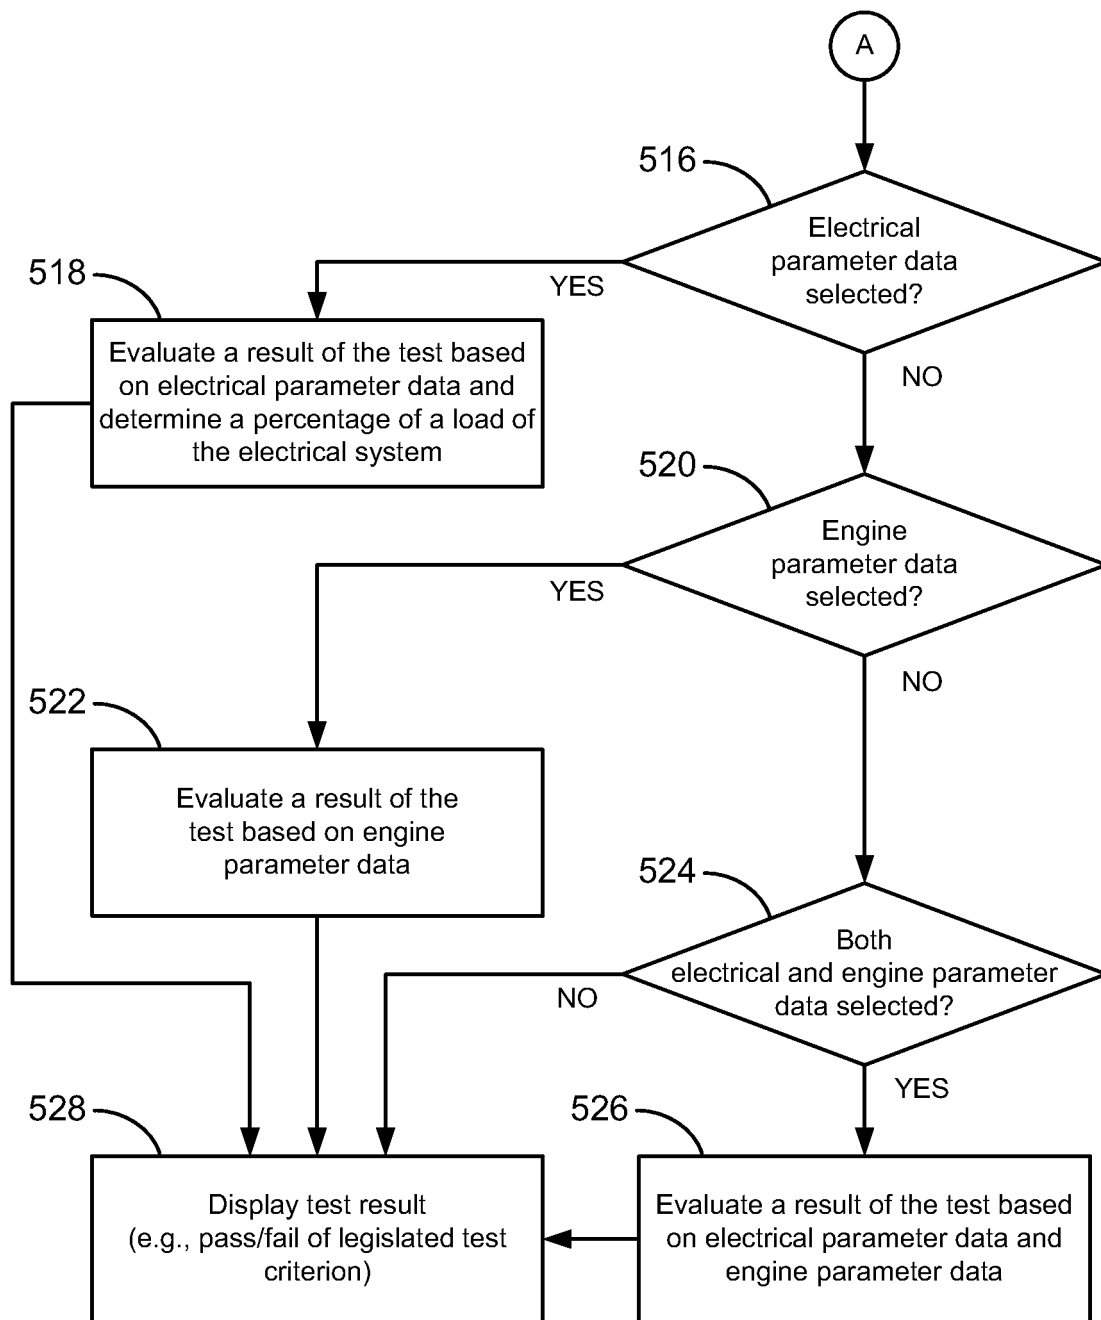 A
516
Electrical
parameter data
selected?
YES
NO
518
Evaluate a result of the test based
on electrical parameter data and
determine a percentage of a load of
the electrical system
520
Engine
parameter data
selected?
YES
NO
522
Evaluate a result of the
test based on engine
parameter data
524
Both
electrical and engine parameter
data selected?
NO
YES
528
Display test result
(e.g., pass/fail of legislated test
criterion)
526
Evaluate a result of the test based
on electrical parameter data and
engine parameter data